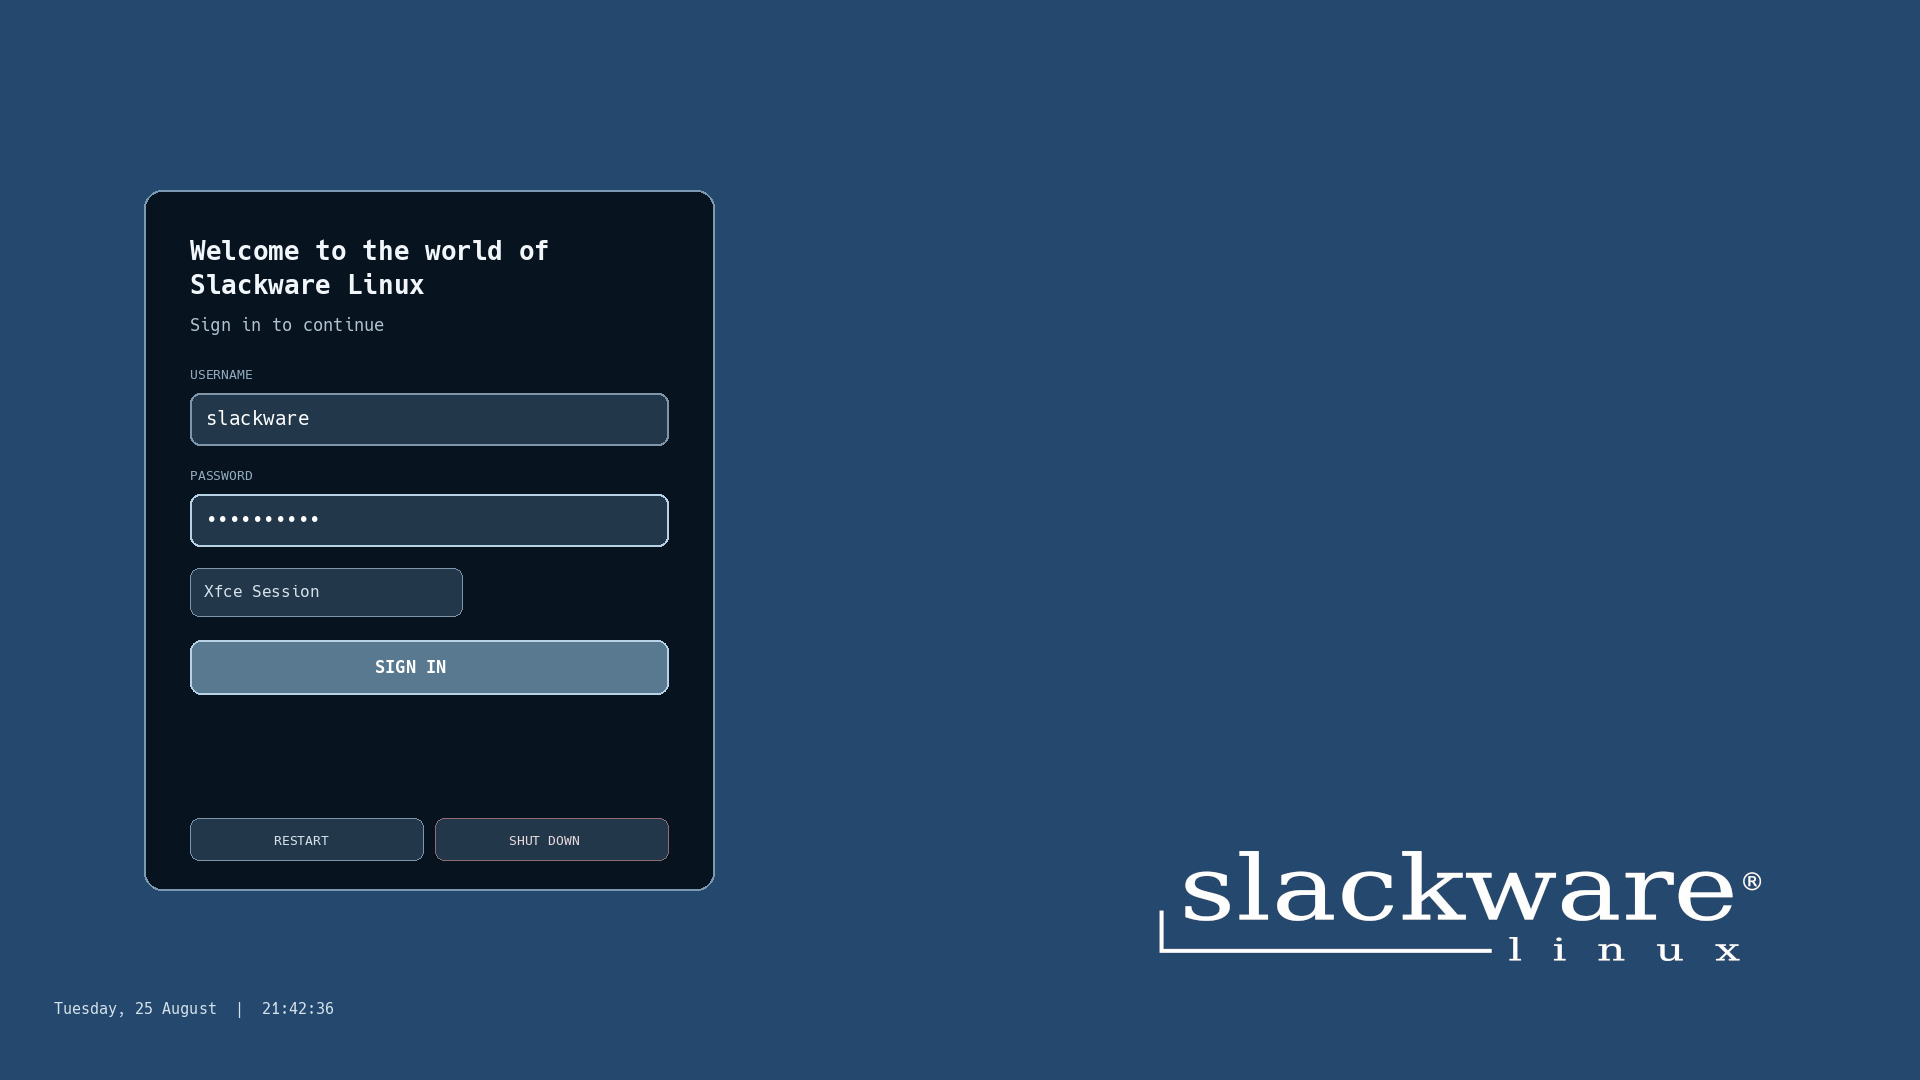 Welcome to the world of
Slackware Linux
Sign in to continue
USERNAME
slackware
PASSWORD
••••••••••
Xfce Session
SIGN IN
RESTART
SHUT DOWN
slackware®
linux
Tuesday, 25 August | 21:42:36